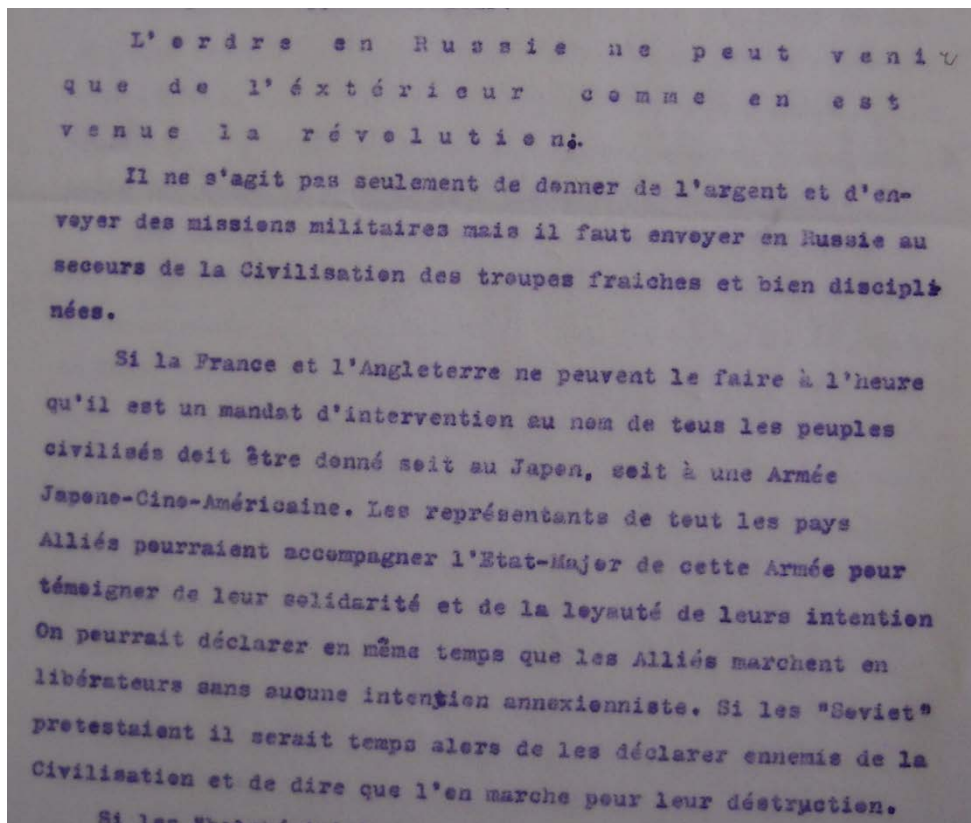 L'ordre en Russie ne peut venir
que de l'éxtérieur comme en est
venue la révolution.
Il ne s'agit pas seulement de donner de l'argent et d'en-
voyer des missions militaires mais il faut envoyer en Russie au
secours de la Civilisation des troupes fraiches et bien discipli
nées.
Si la France et l'Angleterre ne peuvent le faire à l'heure
qu'il est un mandat d'intervention au nom de tous les peuples
civilisés doit être donné soit au Japon, soit à une Armée
Japono-Cino-Américaine. Les représentants de tout les pays
Alliés pourraient accompagner l'Etat-Major de cette Armée pour
témoigner de leur solidarité et de la loyauté de leurs intention
On pourrait déclarer en même temps que les Alliés marchent en
libérateurs sans aucune intention annexionniste. Si les "Soviet"
protestaient il serait temps alors de les déclarer ennemis de la
Civilisation et de dire que l'on marche pour leur déstruction.
Si les